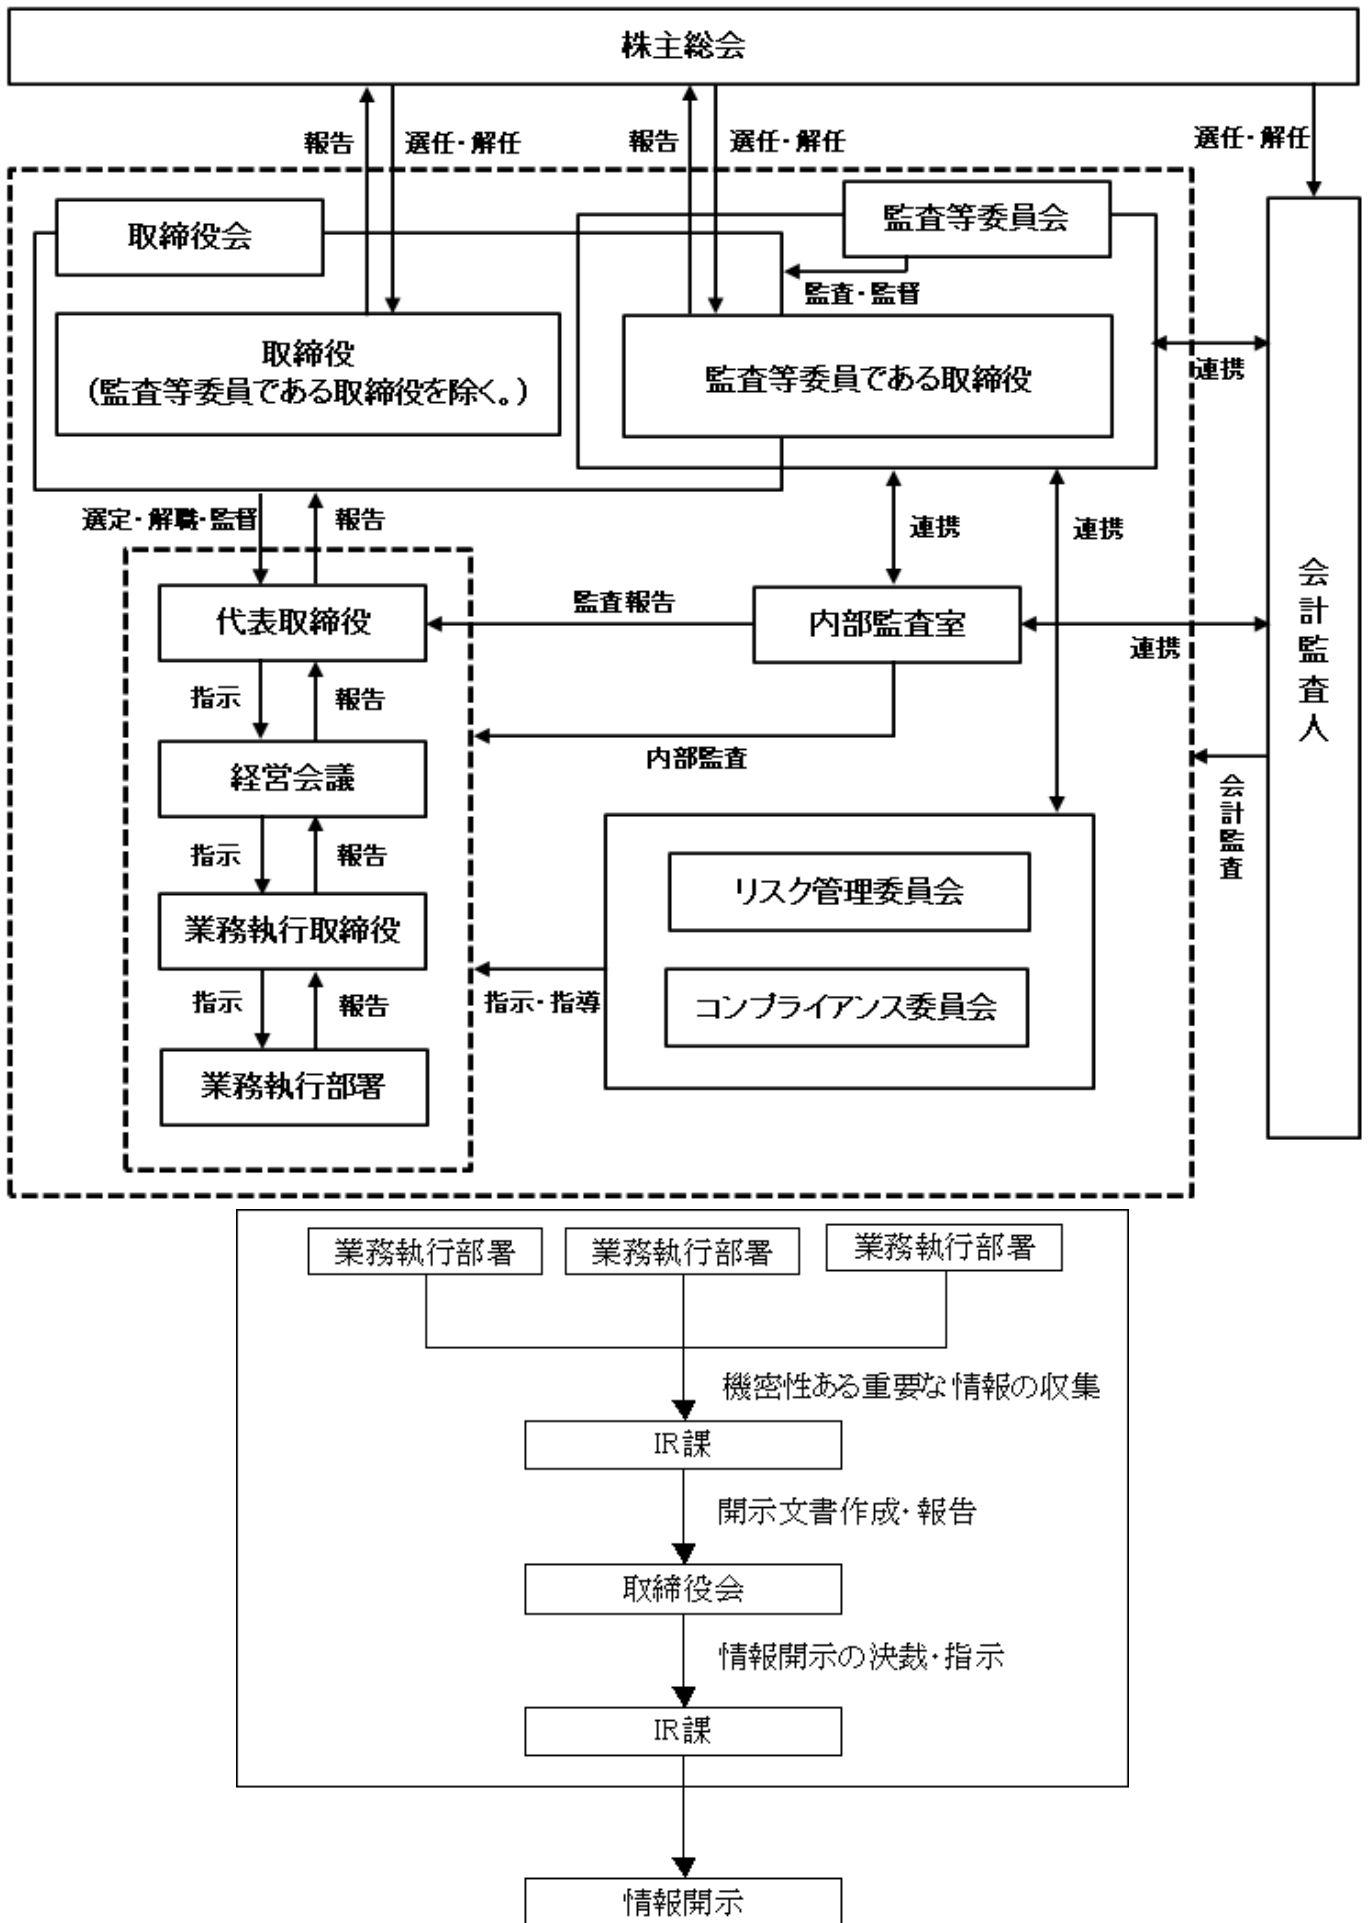 株主総会
報告
選任・解任
報告
選任・解任
選任・解任
取締役会
監査等委員会
監査・監督
取締役
(監査等委員である取締役を除く。)
監査等委員である取締役
連携
選定・解職・監督
報告
連携
連携
代表取締役
監査報告
内部監査室
連携
会計監査人
指示
報告
経営会議
内部監査
会計監査
指示
報告
リスク管理委員会
業務執行取締役
指示
報告
指示・指導
コンプライアンス委員会
業務執行部署
業務執行部署
業務執行部署
業務執行部署
機密性ある重要な情報の収集
IR課
開示文書作成・報告
取締役会
情報開示の決裁・指示
IR課
情報開示